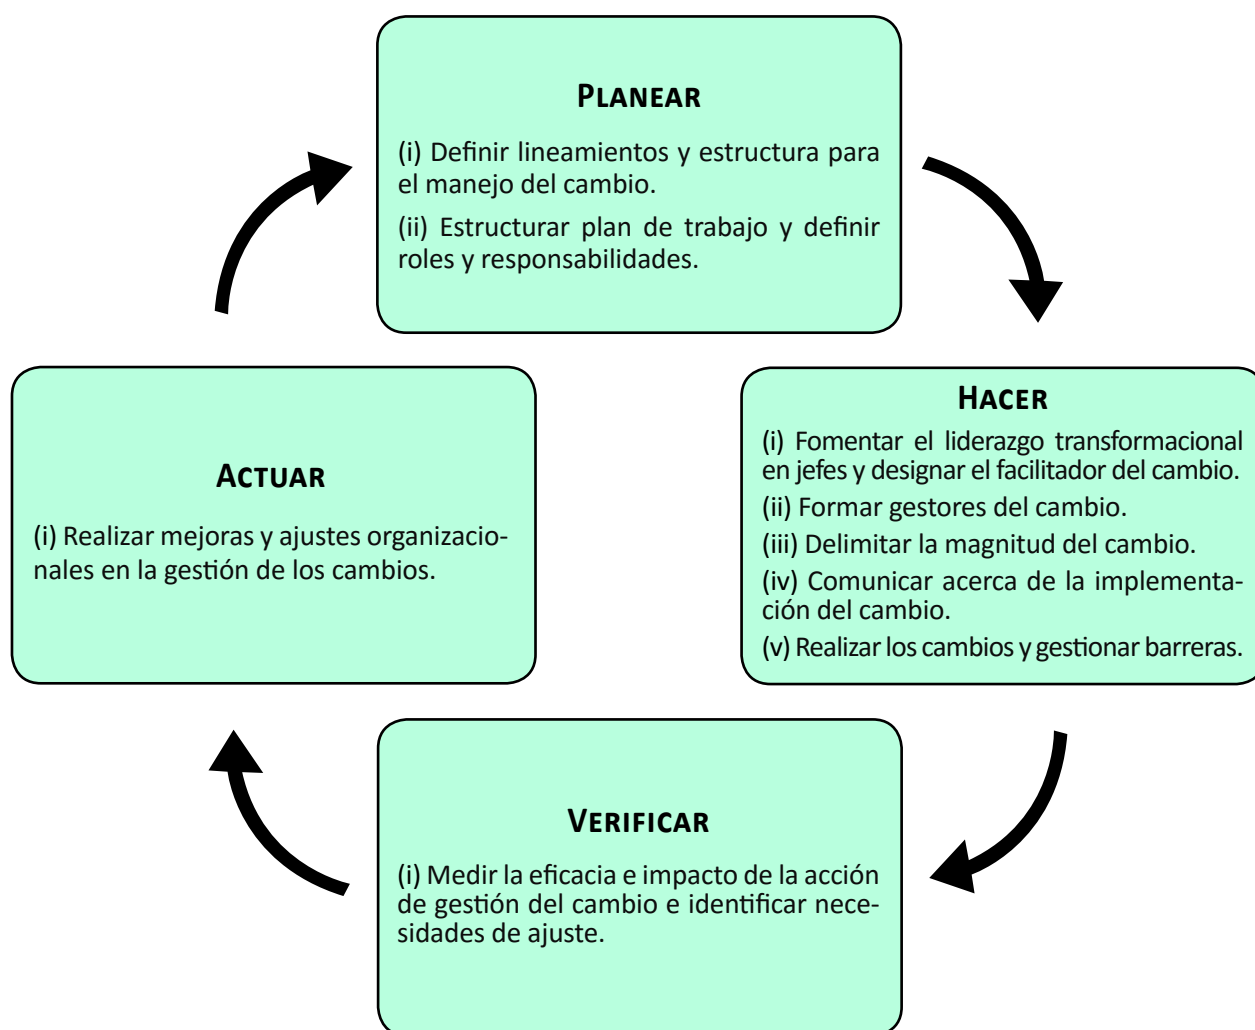 PLANEAR
(i) Definir lineamientos y estructura para
el manejo del cambio.
(ii) Estructurar plan de trabajo y definir
roles y responsabilidades.
HACER
(i) Fomentar el liderazgo transformacional
en jefes y designar el facilitador del cambio.
(ii) Formar gestores del cambio.
(iii) Delimitar la magnitud del cambio.
(iv) Comunicar acerca de la implementa-
ción del cambio.
(v) Realizar los cambios y gestionar barreras.
VERIFICAR
(i) Medir la eficacia e impacto de la acción
de gestión del cambio e identificar nece-
sidades de ajuste.
ACTUAR
(i) Realizar mejoras y ajustes organizacio-
nales en la gestión de los cambios.